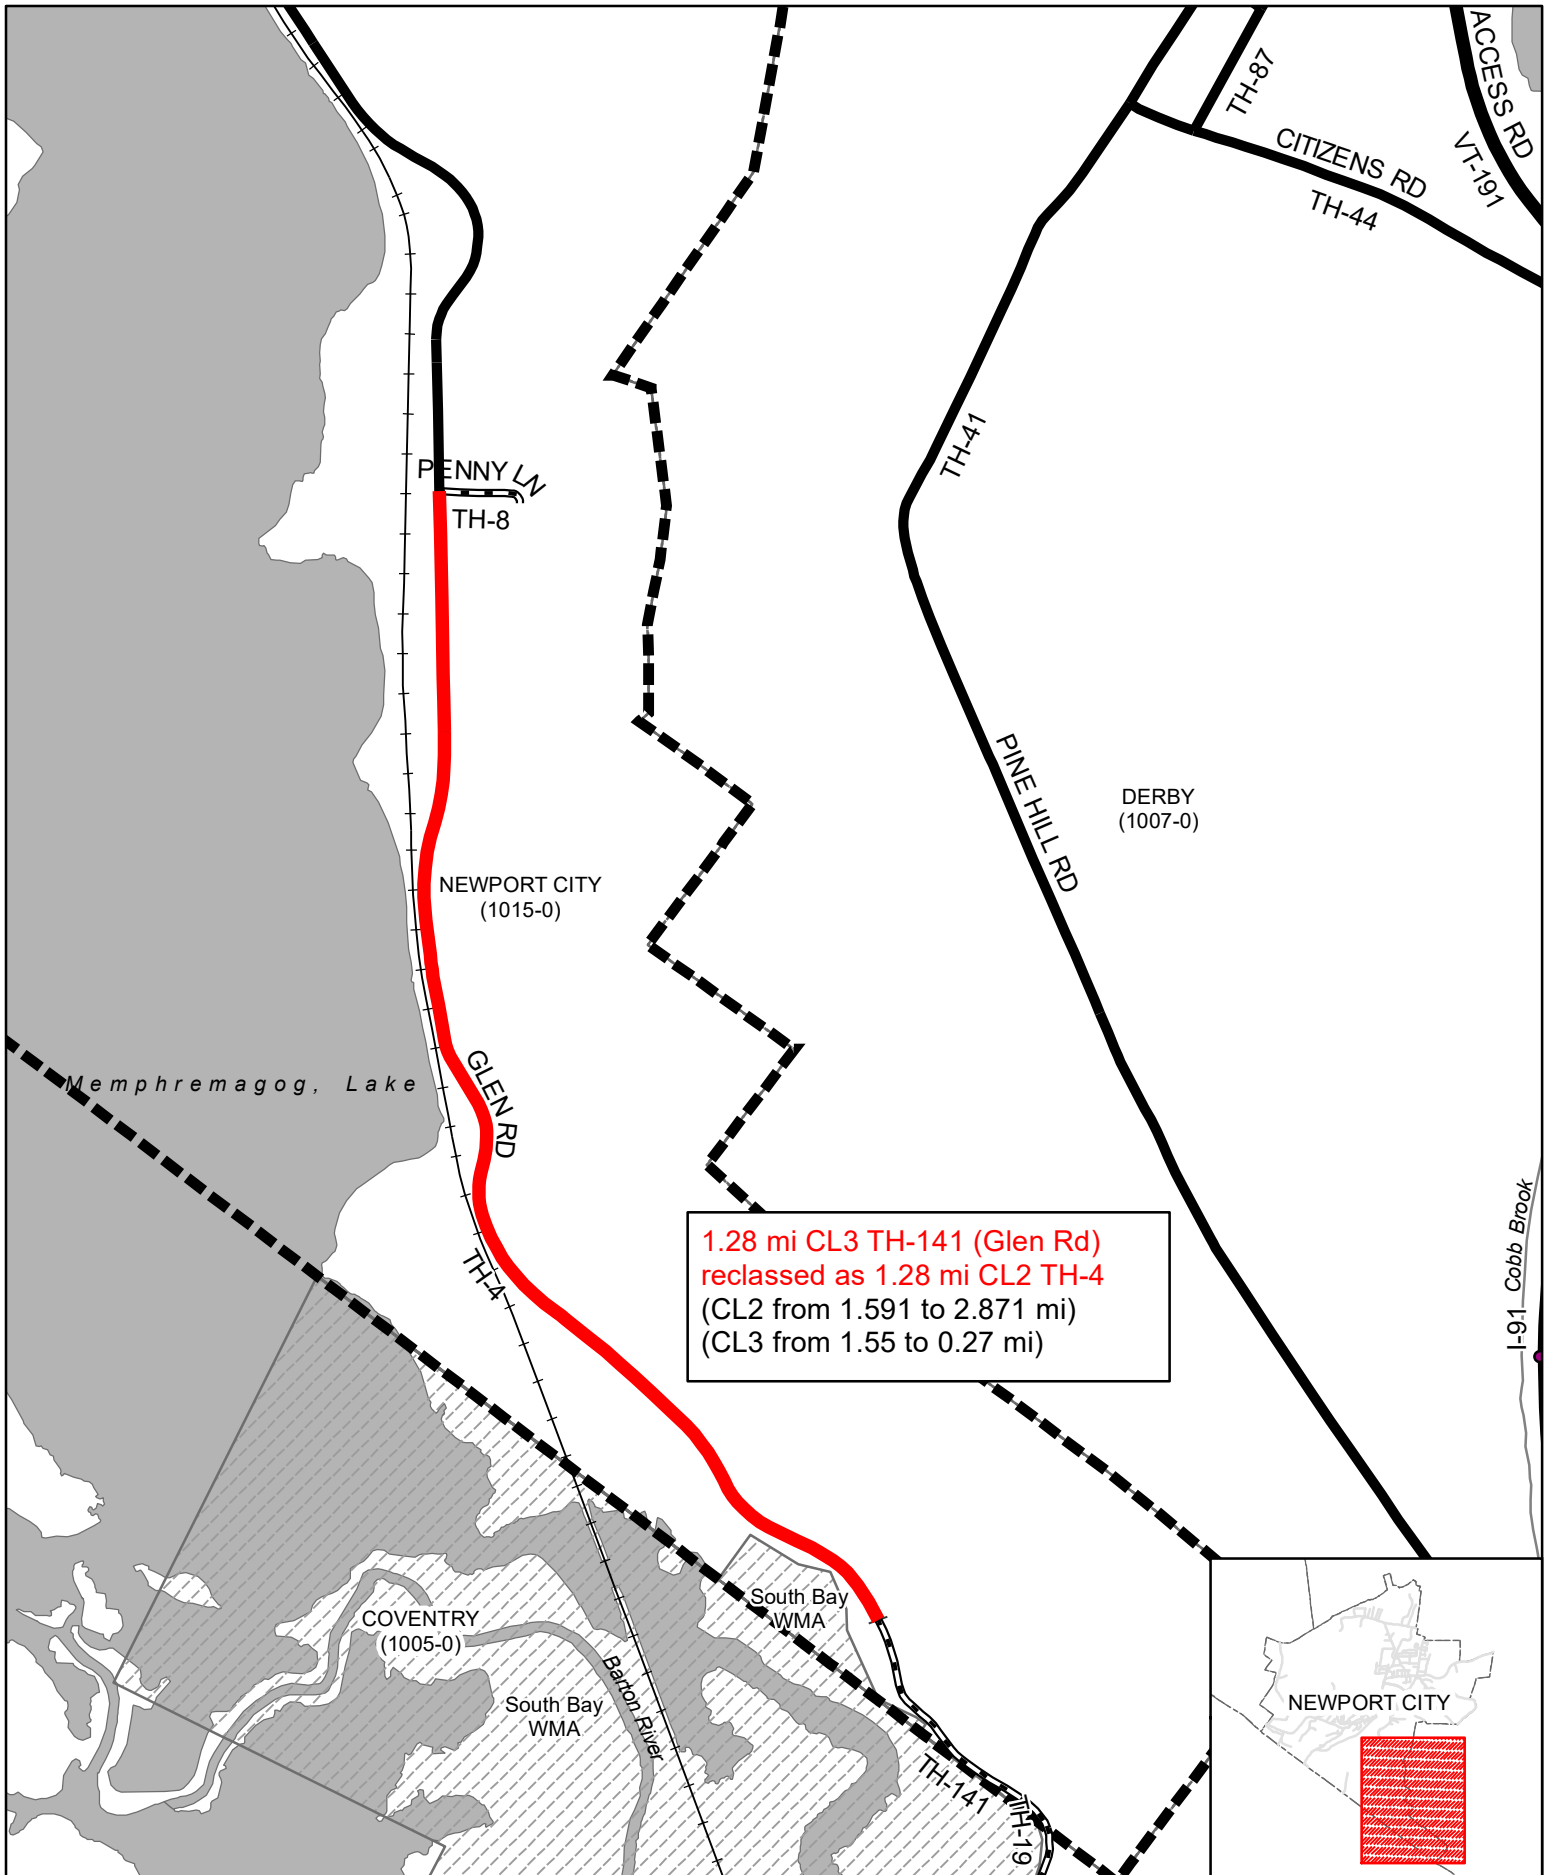 ACCESS RD
VT-191
TH-87
CITIZENS RD
TH-44
TH-41
PENNY LN
TH-8
PINE HILL RD
DERBY
(1007-0)
NEWPORT CITY
(1015-0)
GLEN RD
Memphremagog, Lake
TH-4
1.28 mi CL3 TH-141 (Glen Rd)
reclassed as 1.28 mi CL2 TH-4
(CL2 from 1.591 to 2.871 mi)
(CL3 from 1.55 to 0.27 mi)
Cobb Brook
I-91
South Bay
WMA
COVENTRY
(1005-0)
Barton River
South Bay
WMA
TH-141
TH-19
NEWPORT CITY